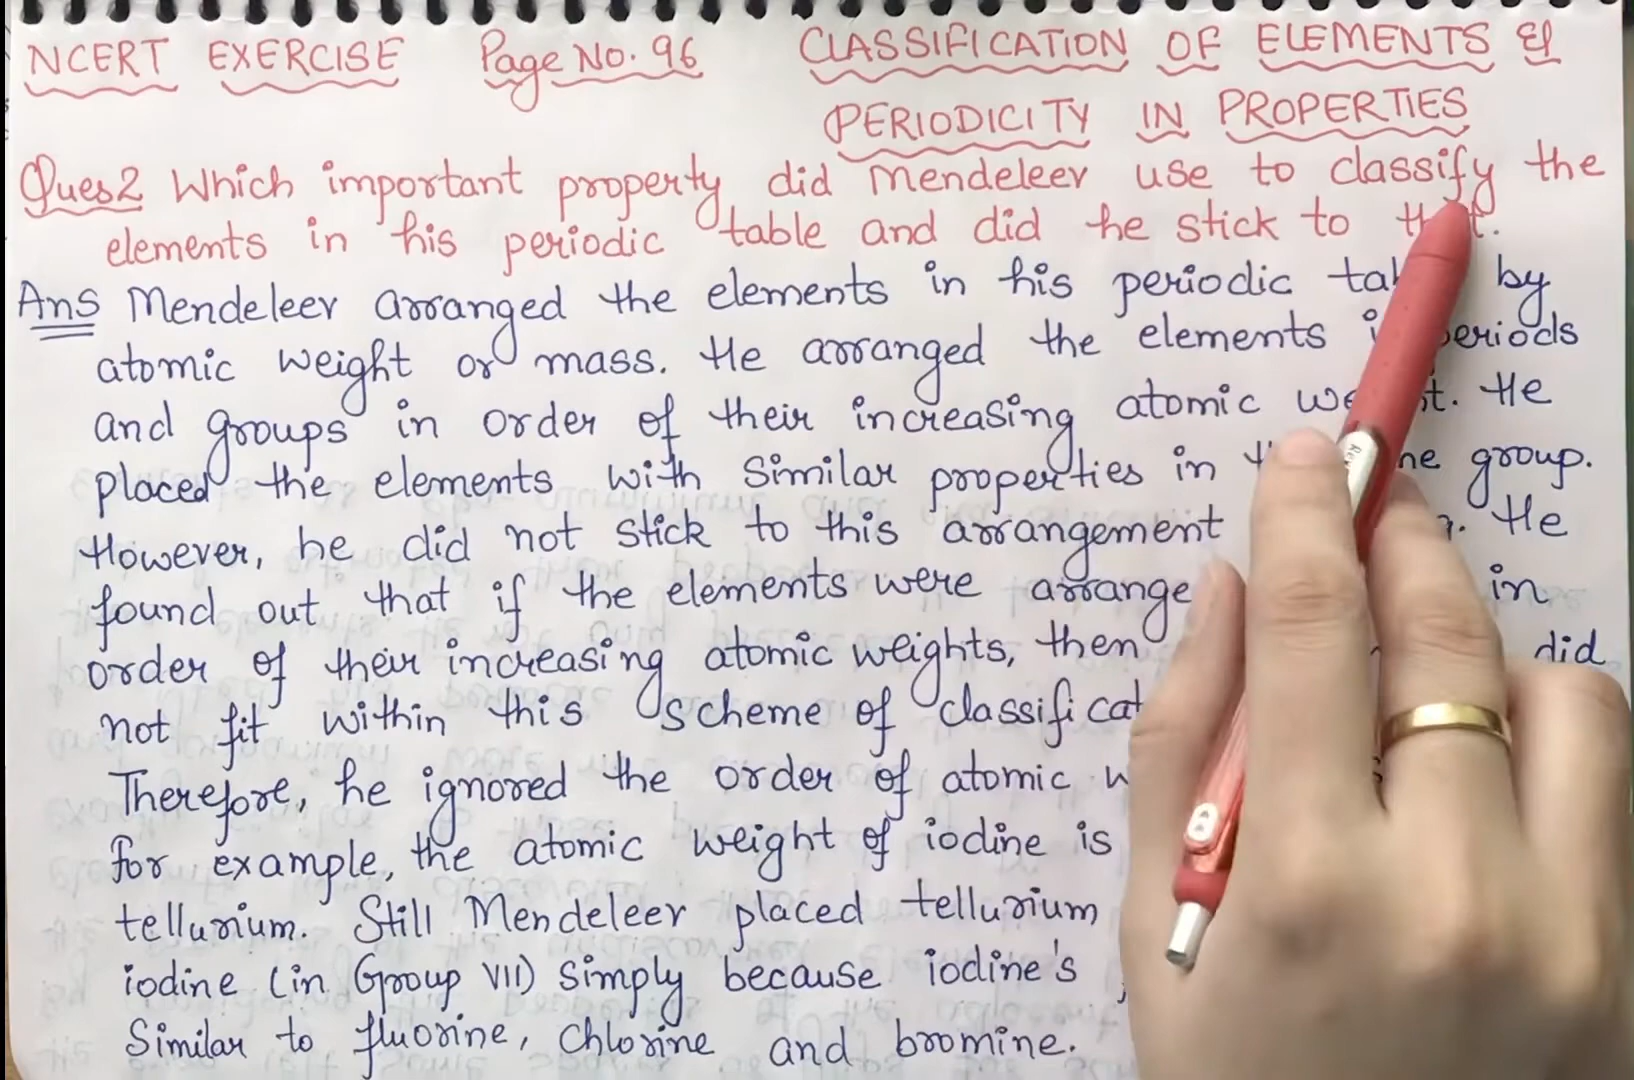 NCERT EXERCISE Page No. 96 CLASSIFICATION OF ELEMENTS &
PERIODICITY IN PROPERTIES
Ques2 Which important property did Mendeleev use to classify the
elements in his periodic table and did he stick to
Ans Mendeleev arranged the elements in his periodic by
atomic weight or mass. He arranged the elements periods
and groups in order of their increasing atomic He
placed the elements with similar properties in group.
However, he did not stick to this arrangement He
found out that if the elements were arrange in
order of their increasing atomic weights, then did
not fit within this scheme of classificat
Therefore, he ignored the order of atomic
for example, the atomic weight of iodine is
tellurium. Still Mendeleev placed tellurium
iodine (in Group VII) simply because iodine's
Similar to fluorine, chlorine and bromine.